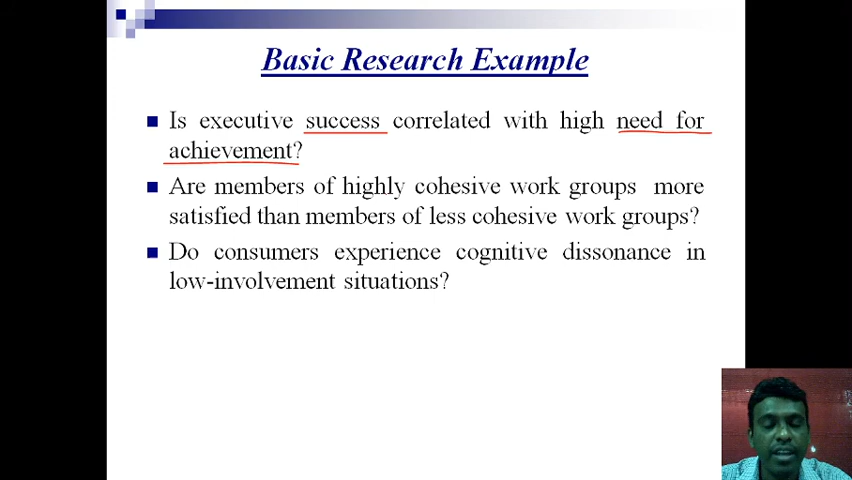 Basic Research Example
Is executive success correlated with high need for
achievement?
Are members of highly cohesive work groups more
satisfied than members of less cohesive work groups?
Do consumers experience cognitive dissonance in
low-involvement situations?